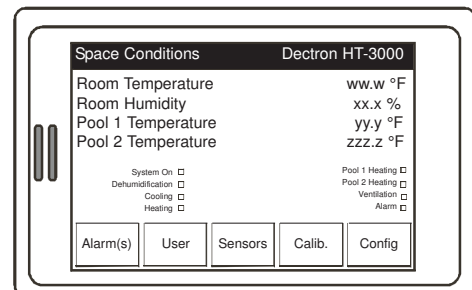 Space Conditions Dectron HT-3000
Room Temperature ww.w °F
Room Humidity xx.x %
Pool 1 Temperature yy.y °F
Pool 2 Temperature zzz.z °F
System On Pool 1 Heating
Dehumidification Pool 2 Heating
Cooling Ventilation
Heating Alarm
Alarm(s) User Sensors Calib. Config